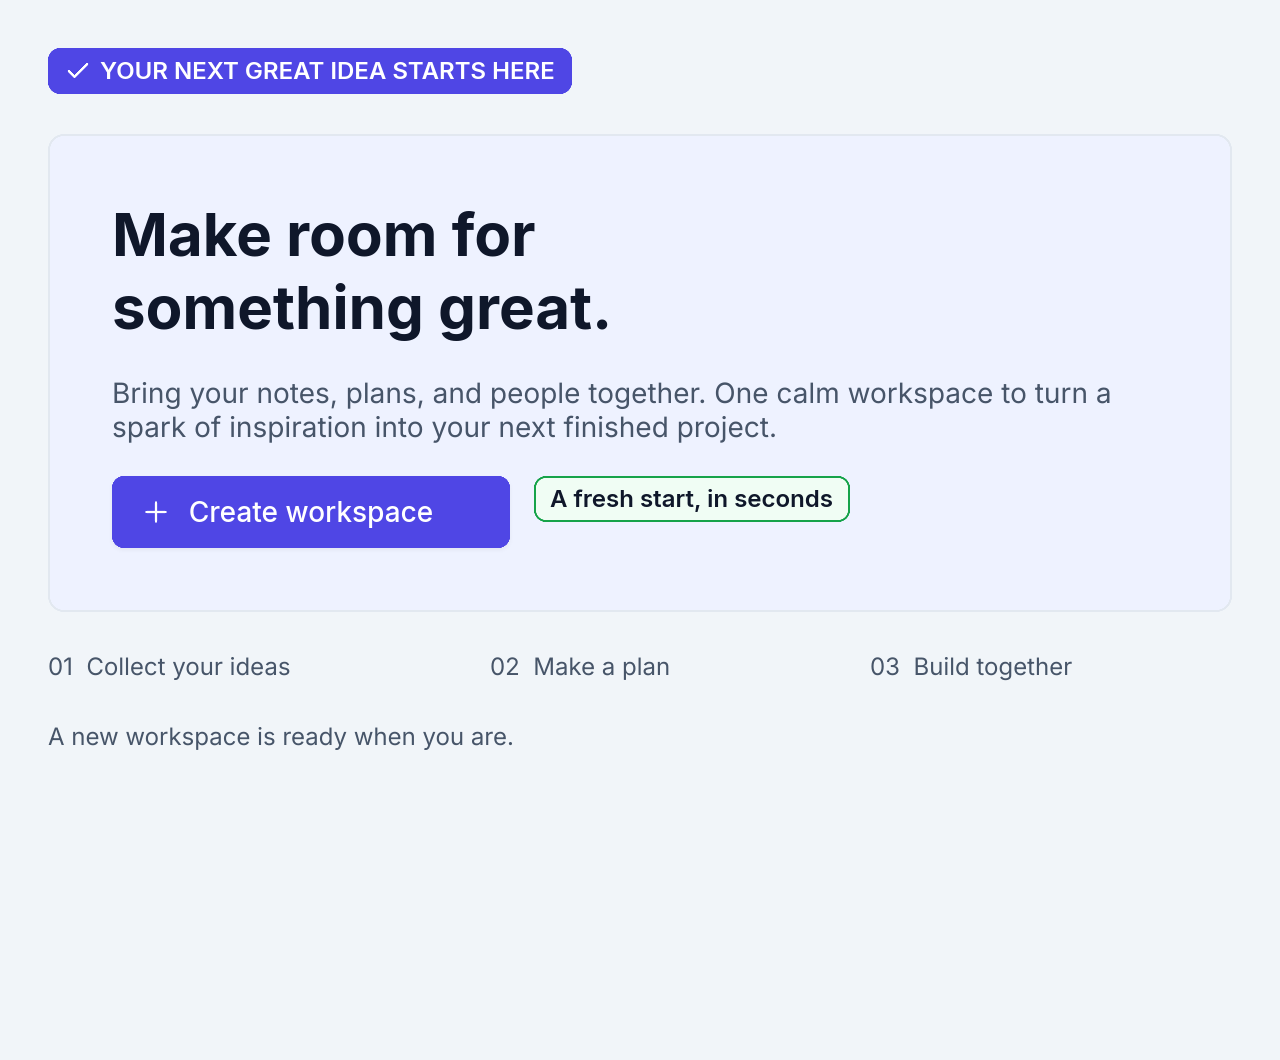 YOUR NEXT GREAT IDEA STARTS HERE
Make room for
something great.
Bring your notes, plans, and people together. One calm workspace to turn a
spark of inspiration into your next finished project.
Create workspace
A fresh start, in seconds
01 Collect your ideas
02 Make a plan
03 Build together
A new workspace is ready when you are.